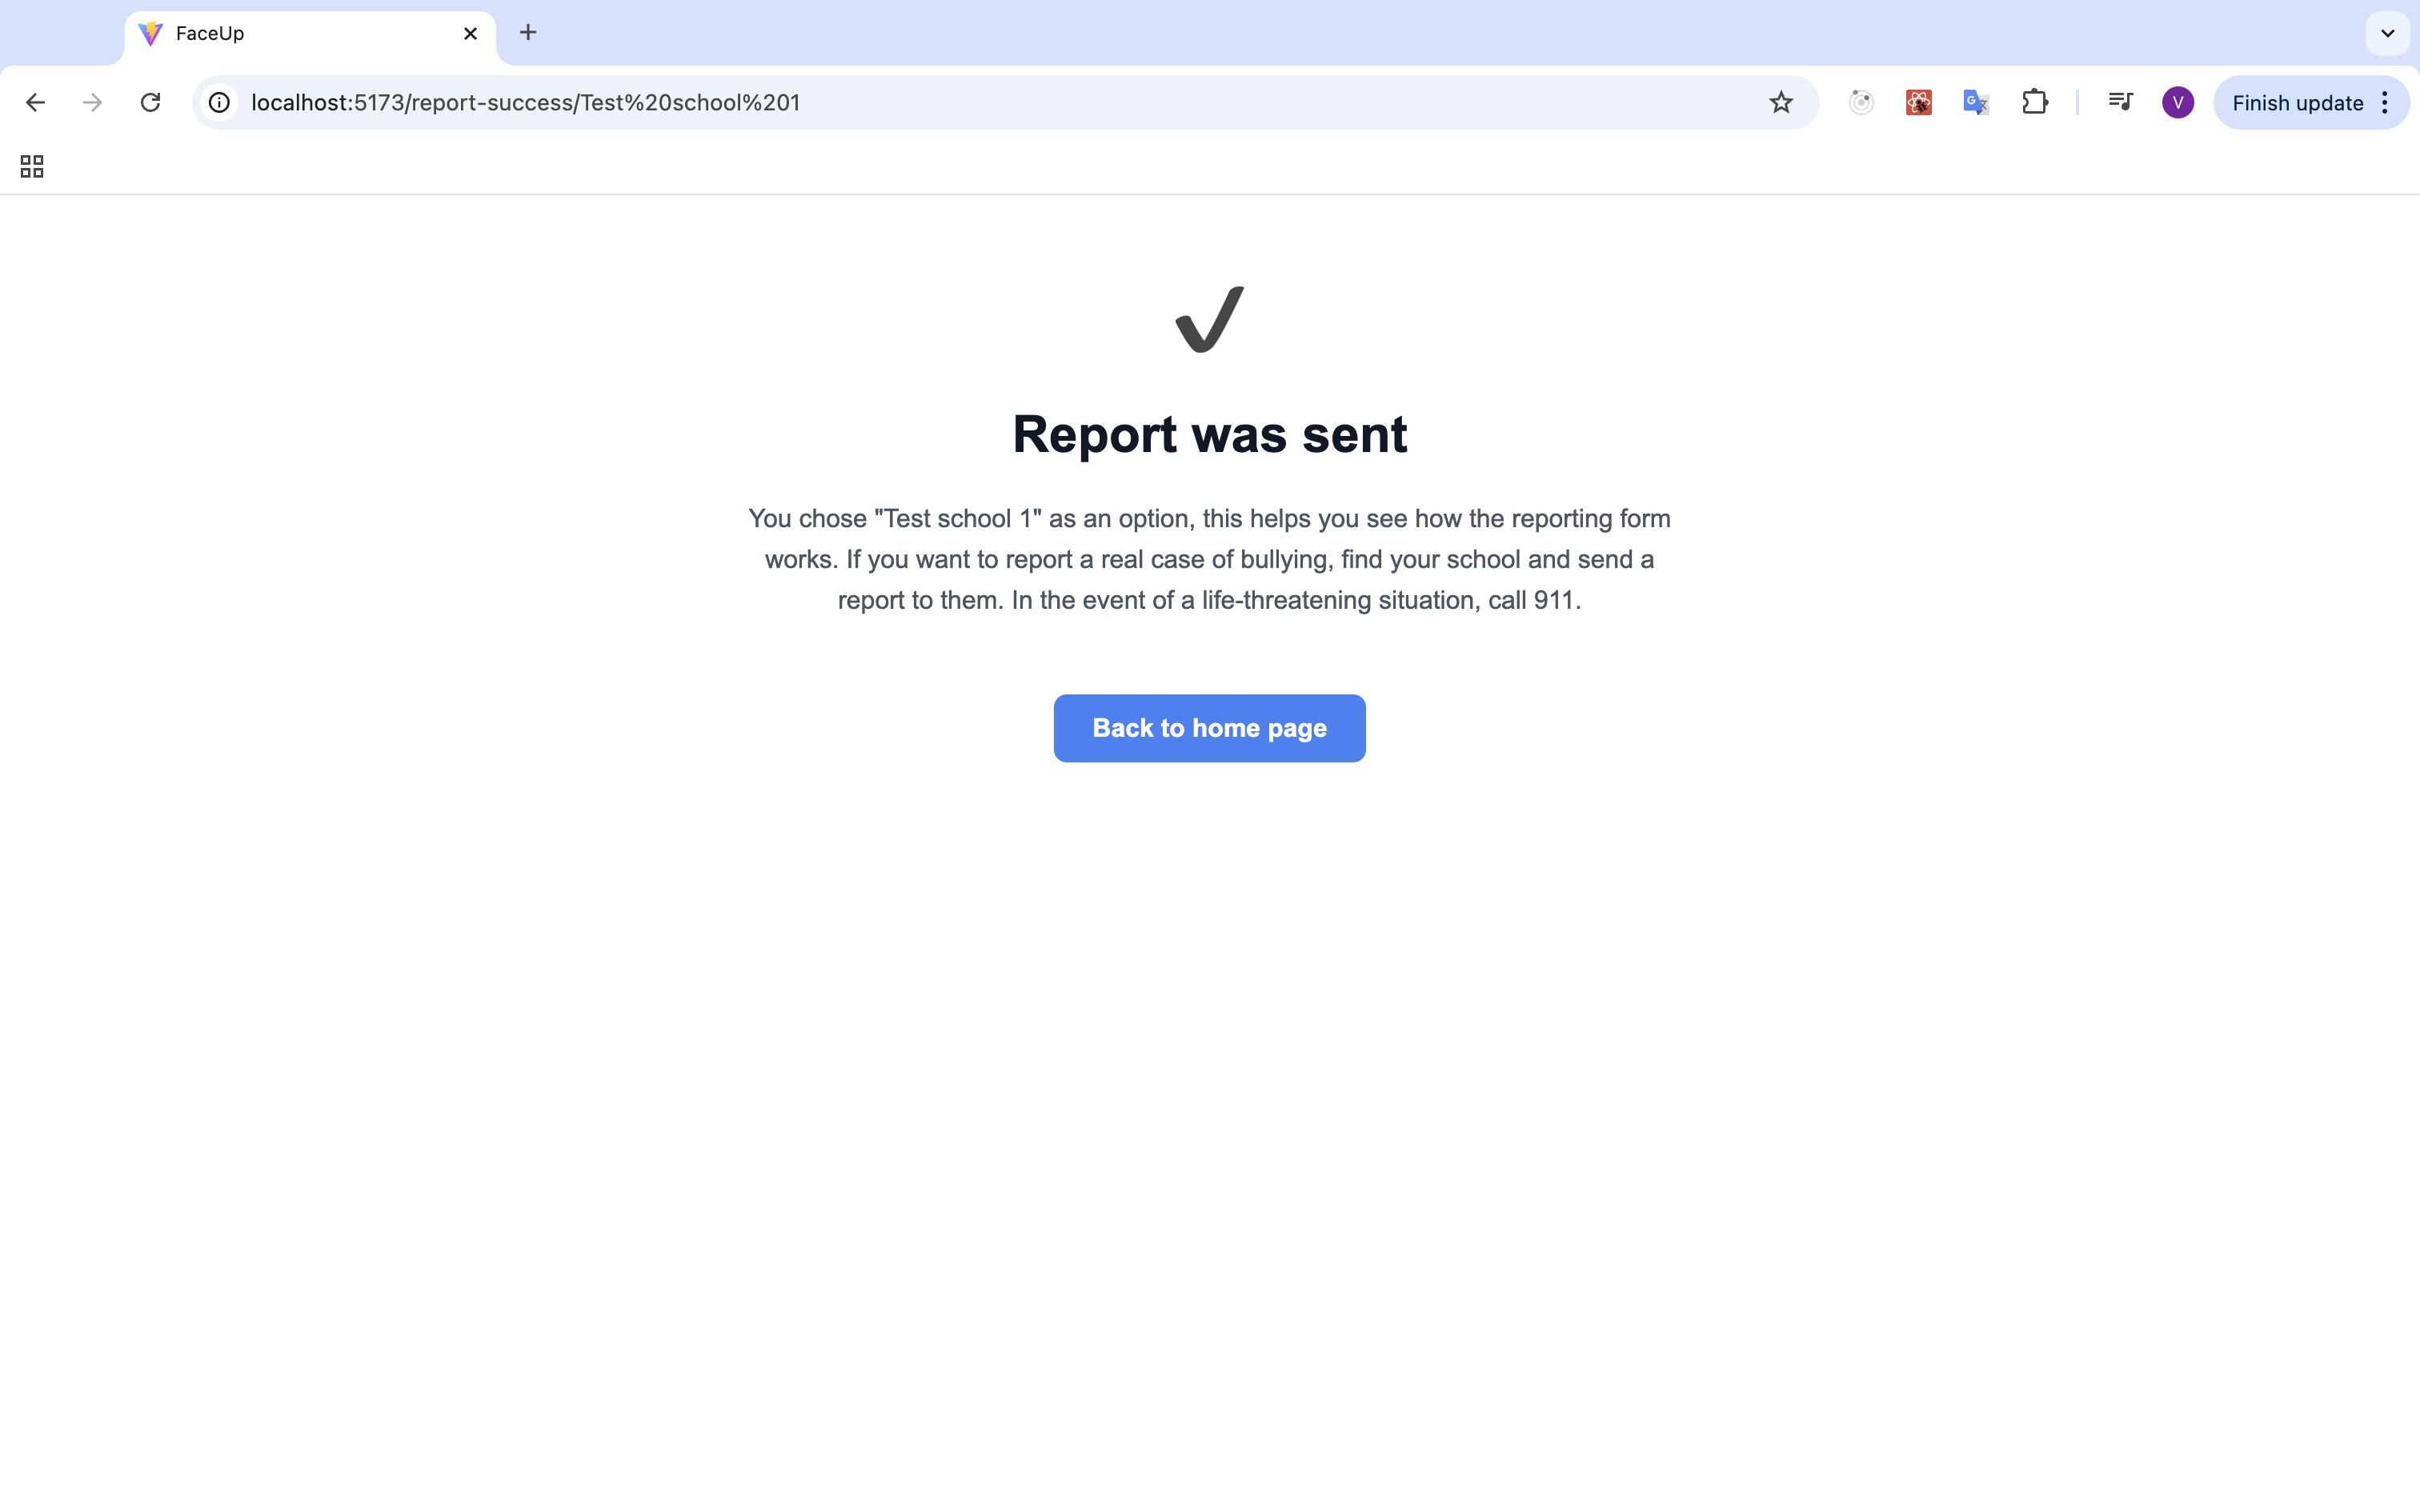 FaceUp
localhost:5173/report-success/Test%20school%201
V
Finish update
Report was sent
You chose "Test school 1" as an option, this helps you see how the reporting form
works. If you want to report a real case of bullying, find your school and send a
report to them. In the event of a life-threatening situation, call 911.
Back to home page